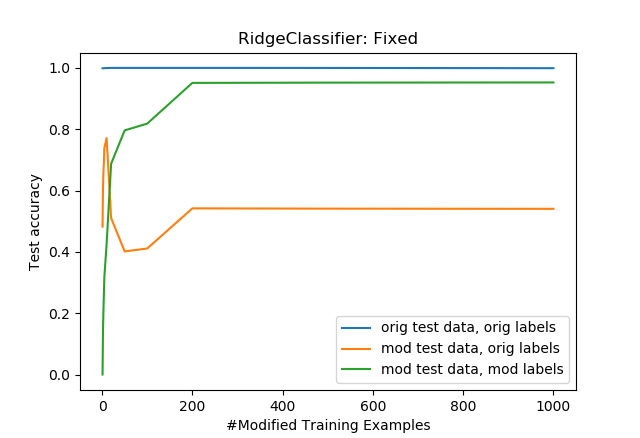 RidgeClassifier: Fixed
1.0
0.8
0.6
0.4
0.2
0.0
Test accuracy
orig test data, orig labels
mod test data, orig labels
mod test data, mod labels
0 200 400 600 800 1000
#Modified Training Examples